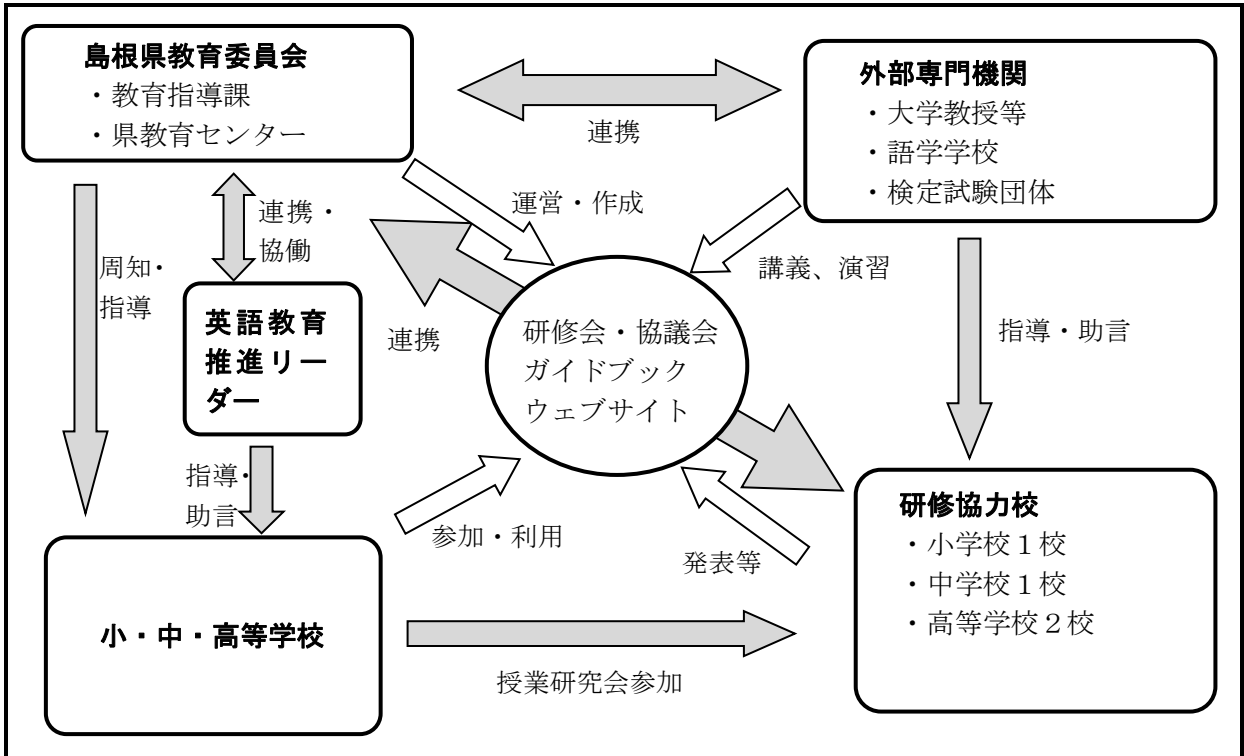 島根県教育委員会
・教育指導課
・県教育センター
外部専門機関
・大学教授等
・語学学校
・検定試験団体
連携
連携・
協働
運営・作成
講義、演習
周知・
指導
英語教育
推進リー
ダー
連携
研修会・協議会
ガイドブック
ウェブサイト
指導・助言
指導・
助言
参加・利用
発表等
研修協力校
・小学校１校
・中学校１校
・高等学校２校
小・中・高等学校
授業研究会参加